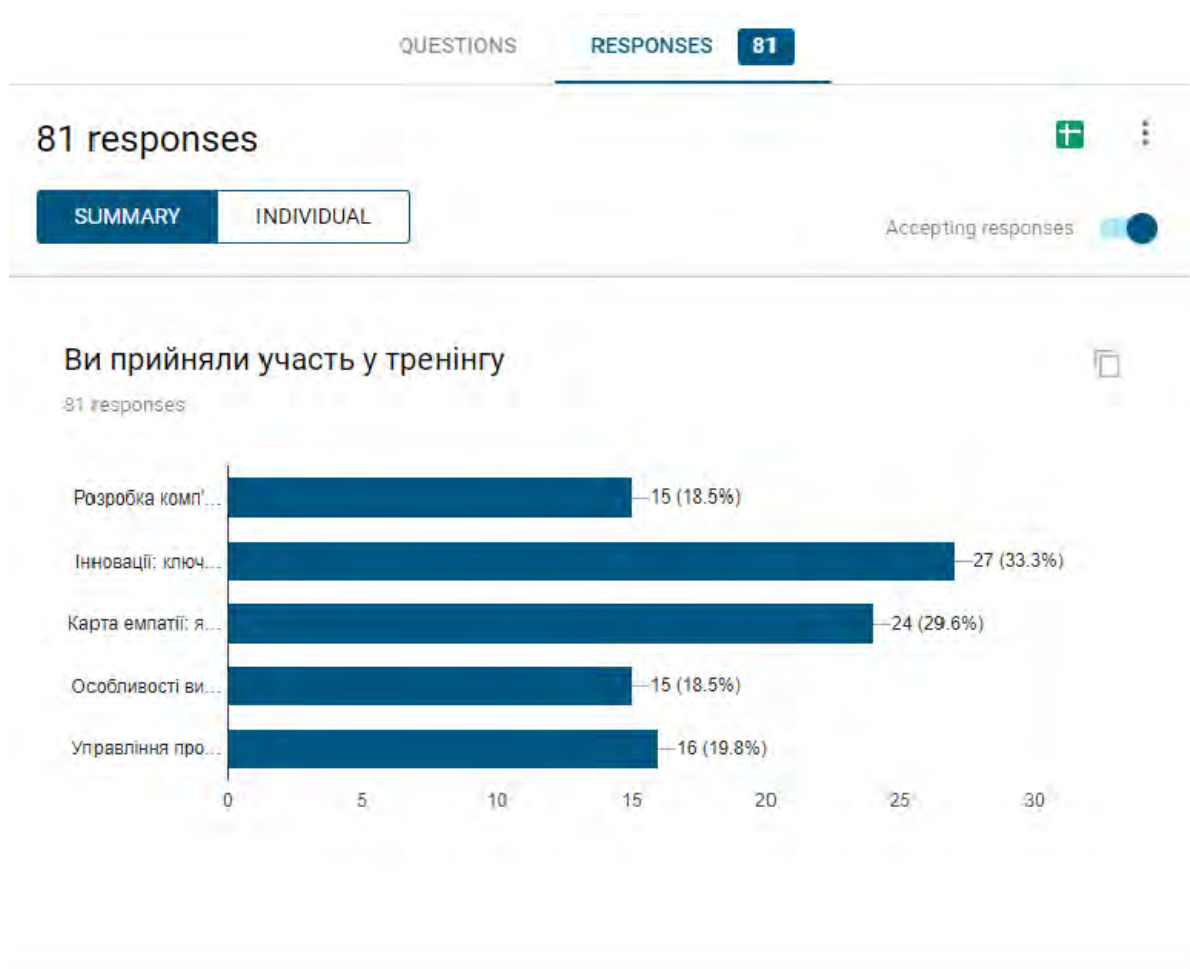 QUESTIONS RESPONSES 81
81 responses
SUMMARY INDIVIDUAL
Accepting responses
Ви прийняли участь у тренінгу
81 responses
Розробка комп'... 15 (18.5%)
Інновації: ключ... 27 (33.3%)
Карта емпатії: я... 24 (29.6%)
Особливості ви... 15 (18.5%)
Управління про... 16 (19.8%)
0 5 10 15 20 25 30